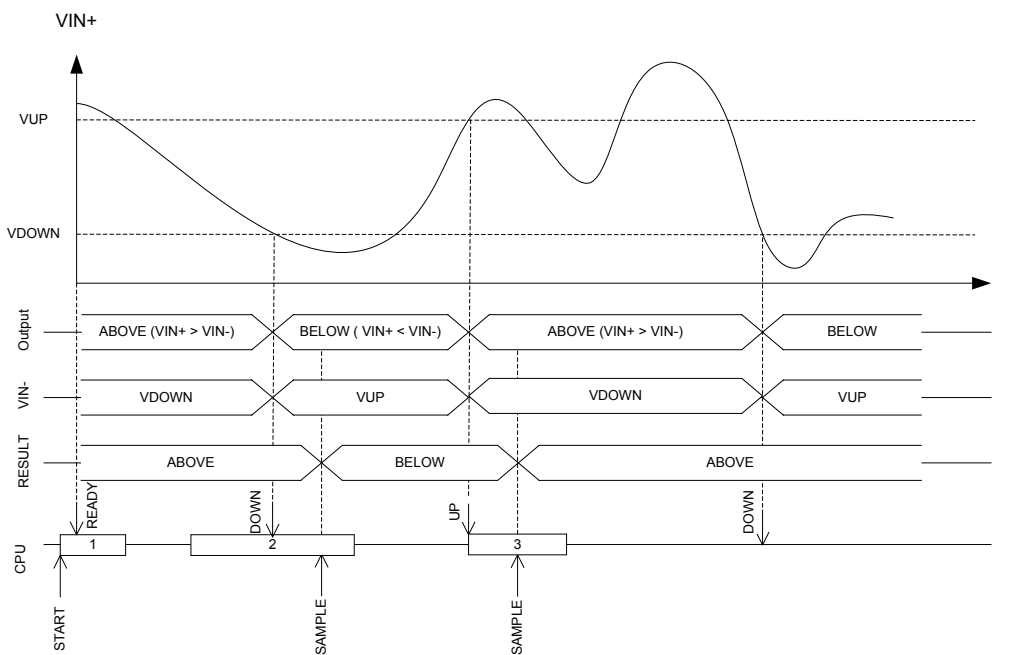 VIN+
VUP
VDOWN
Output
ABOVE (VIN+ > VIN-)
BELOW ( VIN+ < VIN-)
ABOVE (VIN+ > VIN-)
BELOW
VIN-
VDOWN
VUP
VDOWN
VUP
RESULT
ABOVE
BELOW
ABOVE
READY
DOWN
UP
DOWN
CPU
1
2
3
START
SAMPLE
SAMPLE